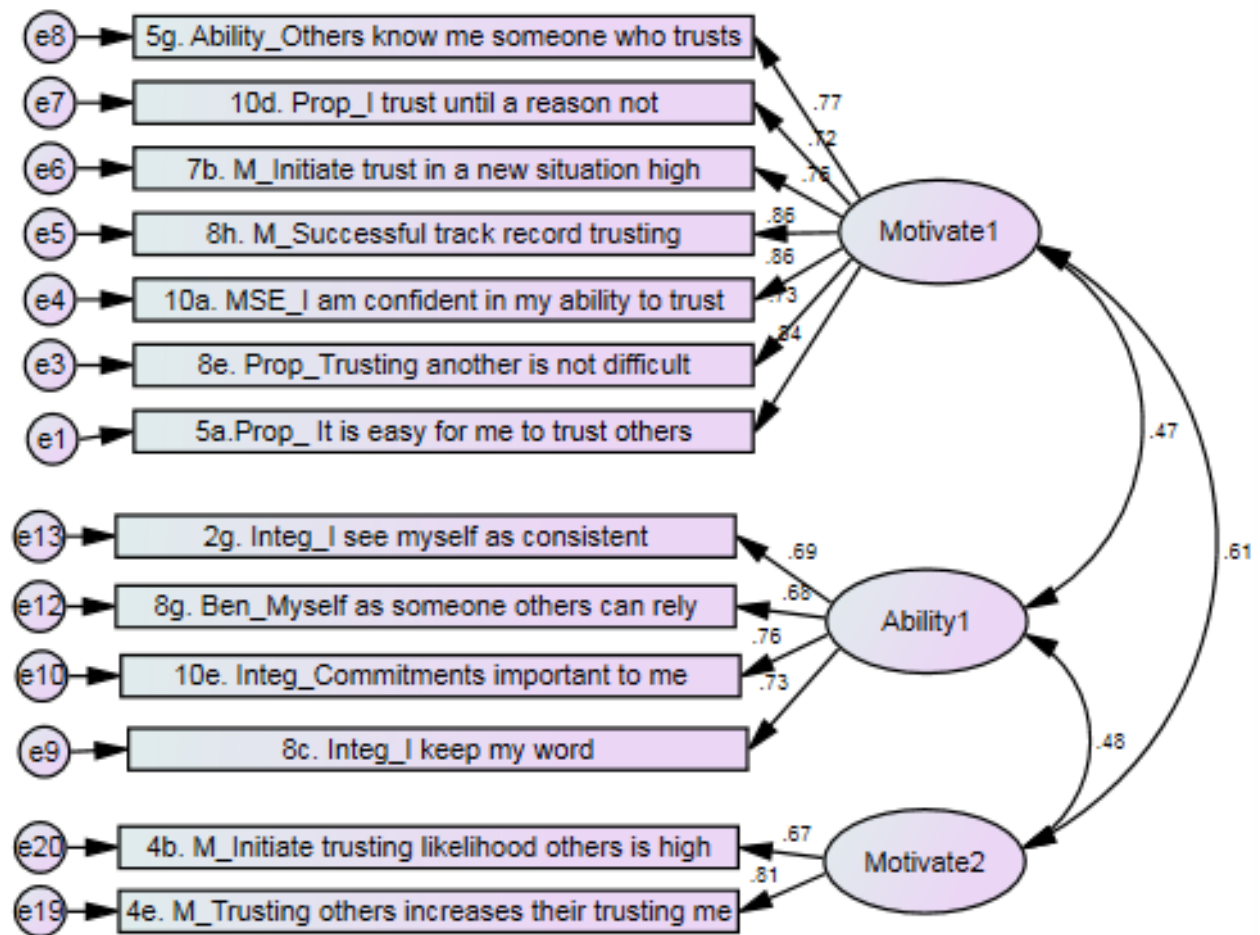 e8
5g. Ability_Others know me someone who trusts
.77
e7
10d. Prop_I trust until a reason not
.72
e6
7b. M_Initiate trust in a new situation high
e5
8h. M_Successful track record trusting
.86
Motivate1
e4
10a. MSE_I am confident in my ability to trust
.86
.73
e3
8e. Prop_Trusting another is not difficult
e1
5a.Prop_ It is easy for me to trust others
.84
.47
e13
2g. Integ_I see myself as consistent
.69
.61
e12
8g. Ben_Myself as someone others can rely
.68
Ability1
e10
10e. Integ_Commitments important to me
.76
.73
e9
8c. Integ_I keep my word
.48
e20
4b. M_Initiate trusting likelihood others is high
.67
Motivate2
e19
4e. M_Trusting others increases their trusting me
.81